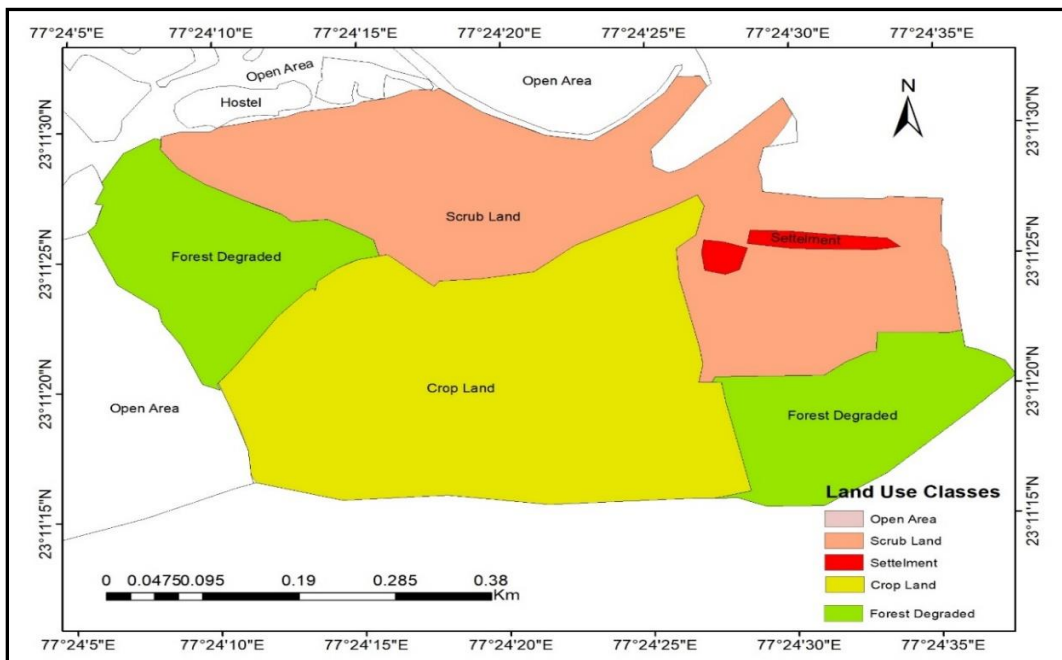 77°24'5"E 77°24'10"E 77°24'15"E 77°24'20"E 77°24'25"E 77°24'30"E 77°24'35"E
Open Area
Open Area
Hostel
N
23°11'30"N
23°11'30"N
Scrub Land
Settelment
Forest Degraded
23°11'25"N
23°11'25"N
Crop Land
23°11'20"N
23°11'20"N
Open Area
Forest Degraded
23°11'15"N
23°11'15"N
Land Use Classes
Open Area
Scrub Land
Settelment
Crop Land
Forest Degraded
0 0.0475 0.095 0.19 0.285 0.38
Km
77°24'5"E 77°24'10"E 77°24'15"E 77°24'20"E 77°24'25"E 77°24'30"E 77°24'35"E